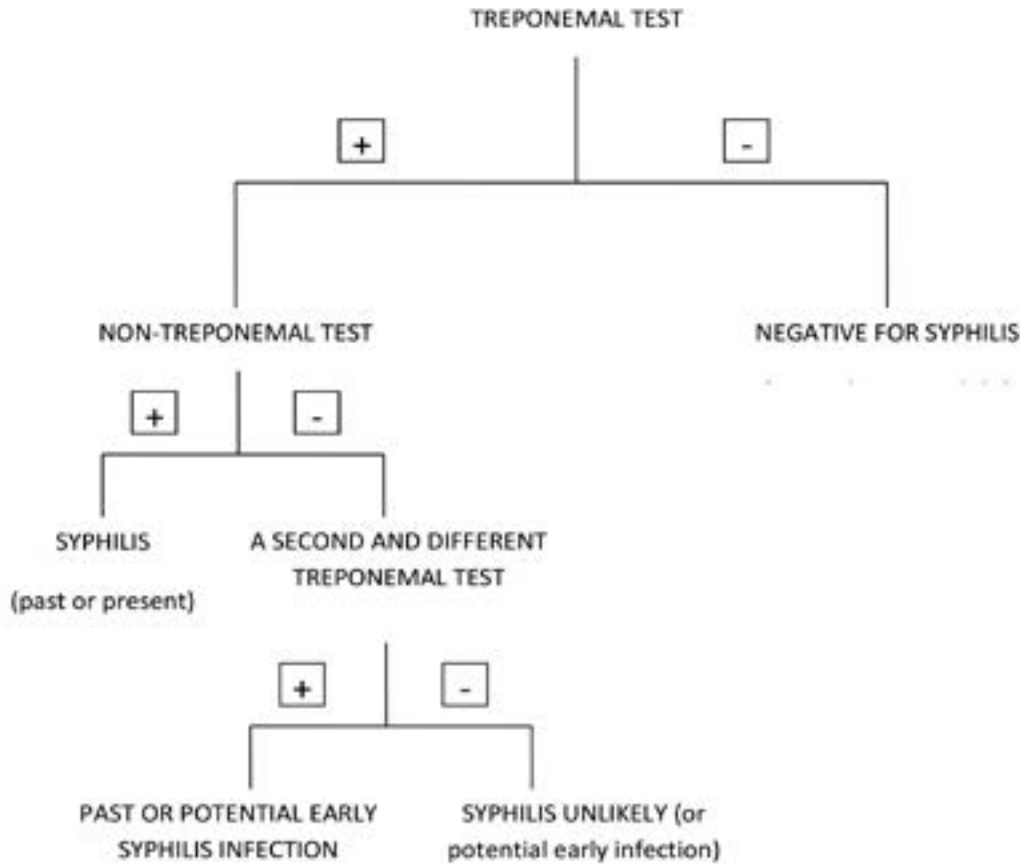 TREPONEMAL TEST
+
-
NON-TREPONEMAL TEST
NEGATIVE FOR SYPHILIS
+
-
SYPHILIS
(past or present)
A SECOND AND DIFFERENT
TREPONEMAL TEST
+
-
PAST OR POTENTIAL EARLY
SYPHILIS INFECTION
SYPHILIS UNLIKELY (or
potential early infection)